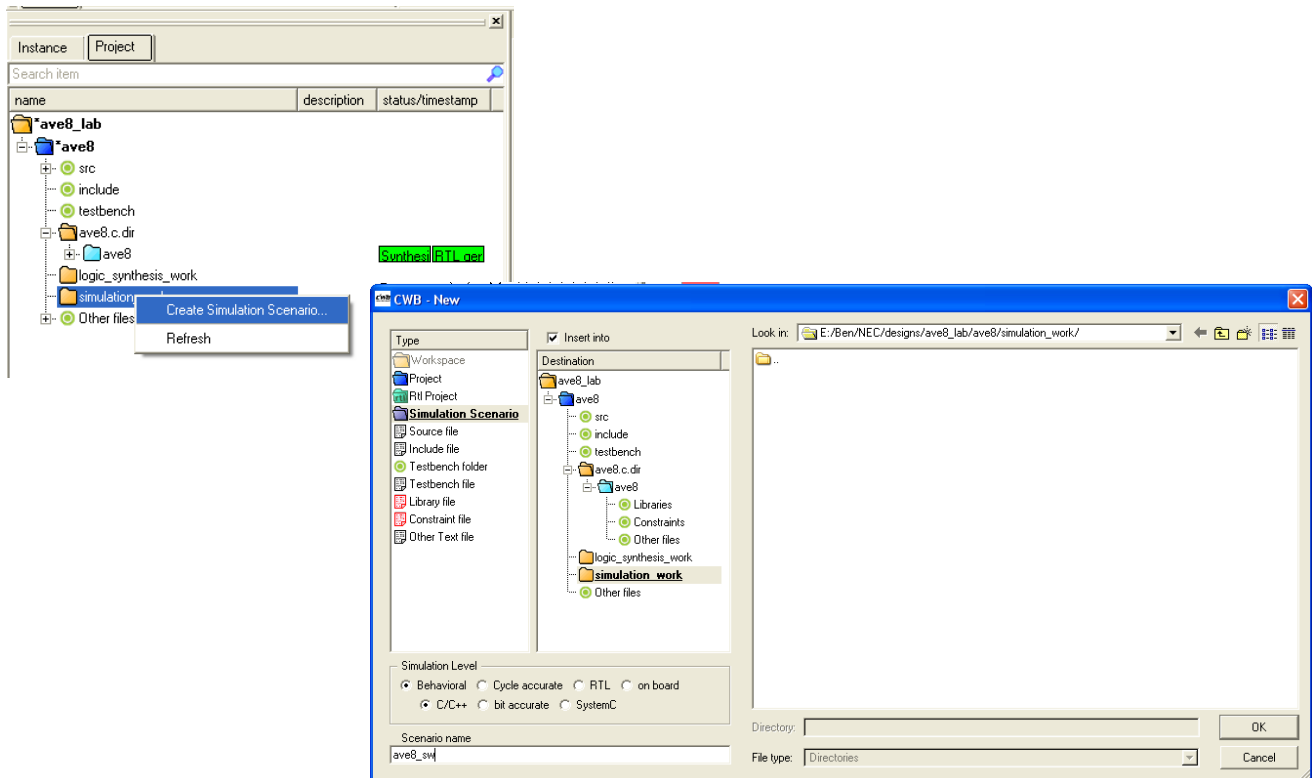 Instance Project
Search item
name description status/timestamp
*ave8_lab
*ave8
src
include
testbench
ave8.c.dir
ave8 Synthesi RTL ger
logic_synthesis_work
simulation
Create Simulation Scenario...
Other files
Refresh
CWB - New
Type
Workspace
Project
Rtl Project
Simulation Scenario
Source file
Include file
Testbench folder
Testbench file
Library file
Constraint file
Other Text file
Insert into
Destination
ave8_lab
ave8
src
include
testbench
ave8.c.dir
ave8
Libraries
Constraints
Other files
logic_synthesis_work
simulation_work
Other files
Look in: E:/Ben/NEC/designs/ave8_lab/ave8/simulation_work/
..
Simulation Level
Behavioral Cycle accurate RTL on board
C/C++ bit accurate SystemC
Scenario name
ave8_sw
Directory: OK
File type: Directories Cancel